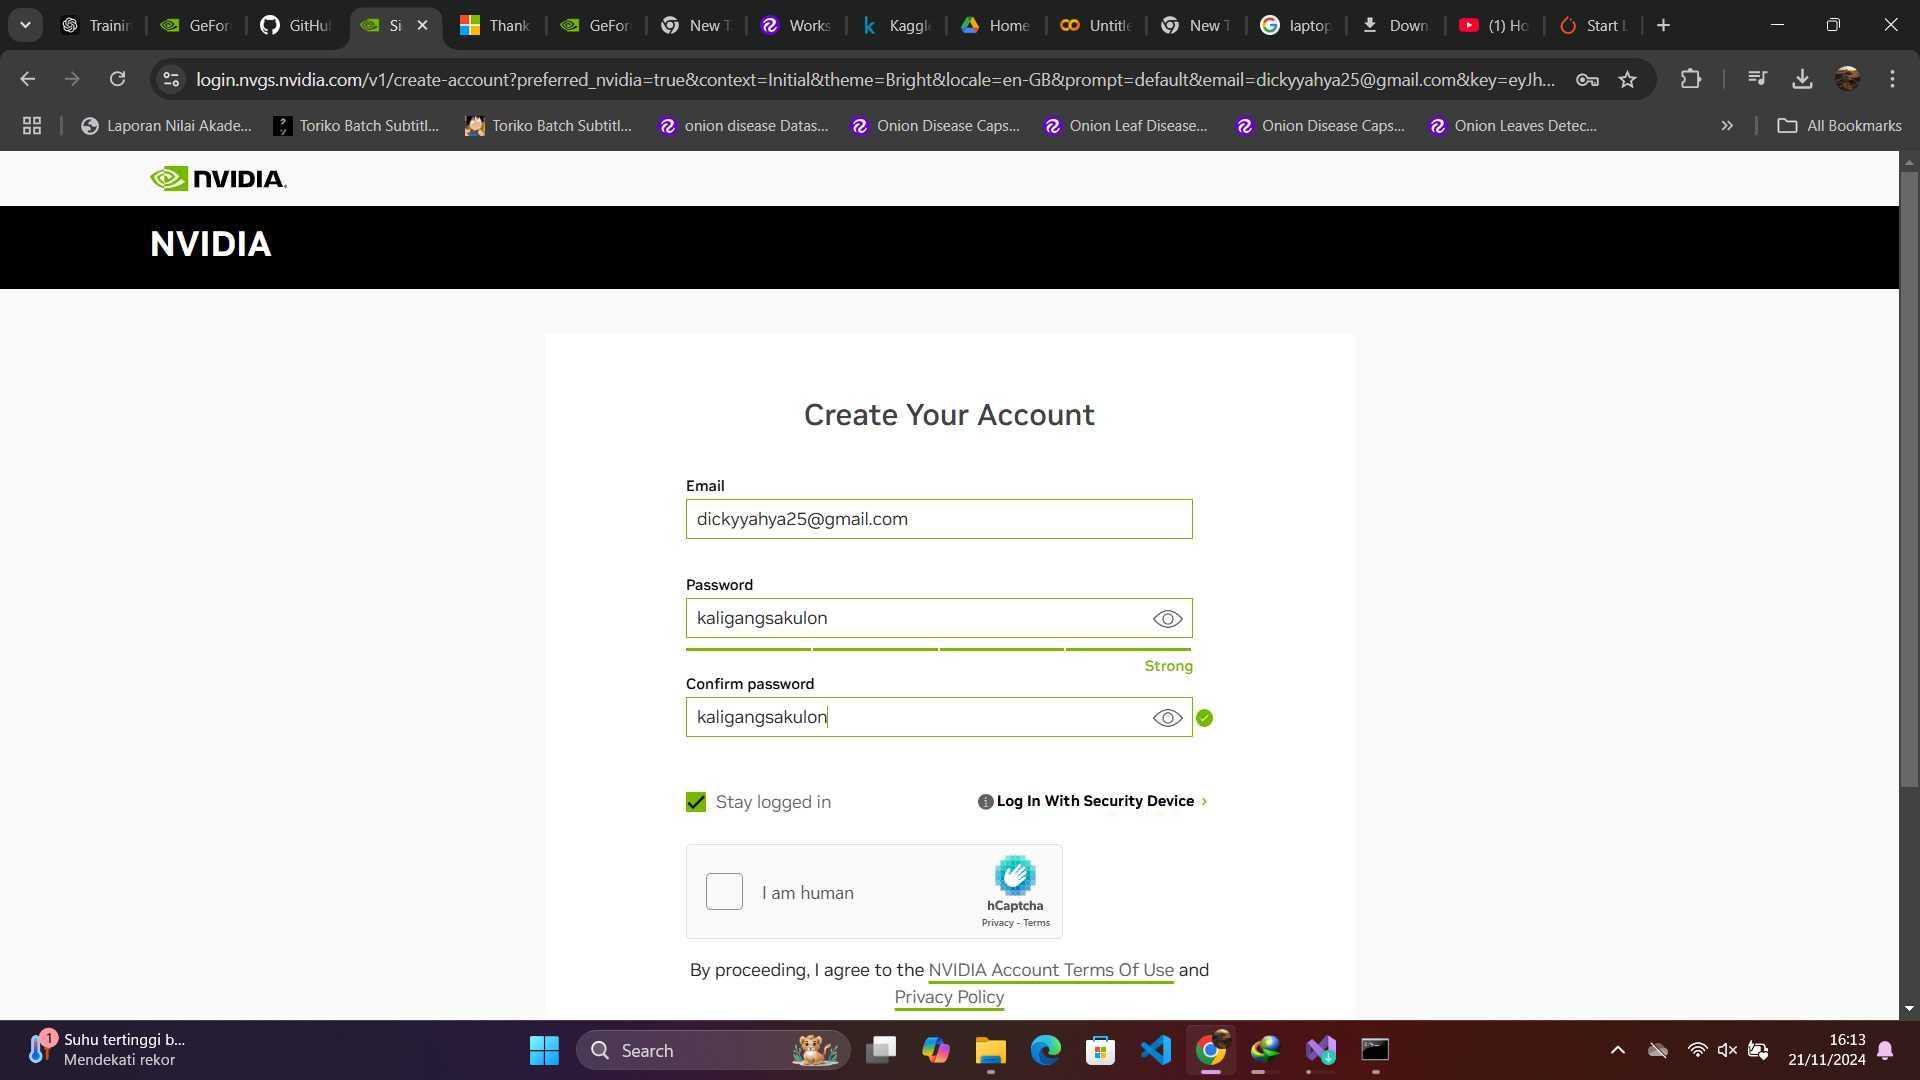 Trainin
GeForc
GitHub
Si
Thank
GeForc
New T
Works
Kaggle
Home
Untitle
New T
laptop
Down
(1) Ho
Start L
login.nvgs.nvidia.com/v1/create-account?preferred_nvidia=true&context=Initial&theme=Bright&locale=en-GB&prompt=default&email=dickyyahya25@gmail.com&key=eyJh...
Laporan Nilai Akade...
Toriko Batch Subtitl...
Toriko Batch Subtitl...
onion disease Datas...
Onion Disease Caps...
Onion Leaf Disease...
Onion Disease Caps...
Onion Leaves Detec...
All Bookmarks
NVIDIA.
NVIDIA
Create Your Account
Email
dickyyahya25@gmail.com
Password
kaligangsakulon
Strong
Confirm password
kaligangsakulon
Stay logged in
Log In With Security Device
I am human
hCaptcha
Privacy - Terms
By proceeding, I agree to the NVIDIA Account Terms Of Use and
Privacy Policy
1
Suhu tertinggi b...
Mendekati rekor
Search
16:13
21/11/2024